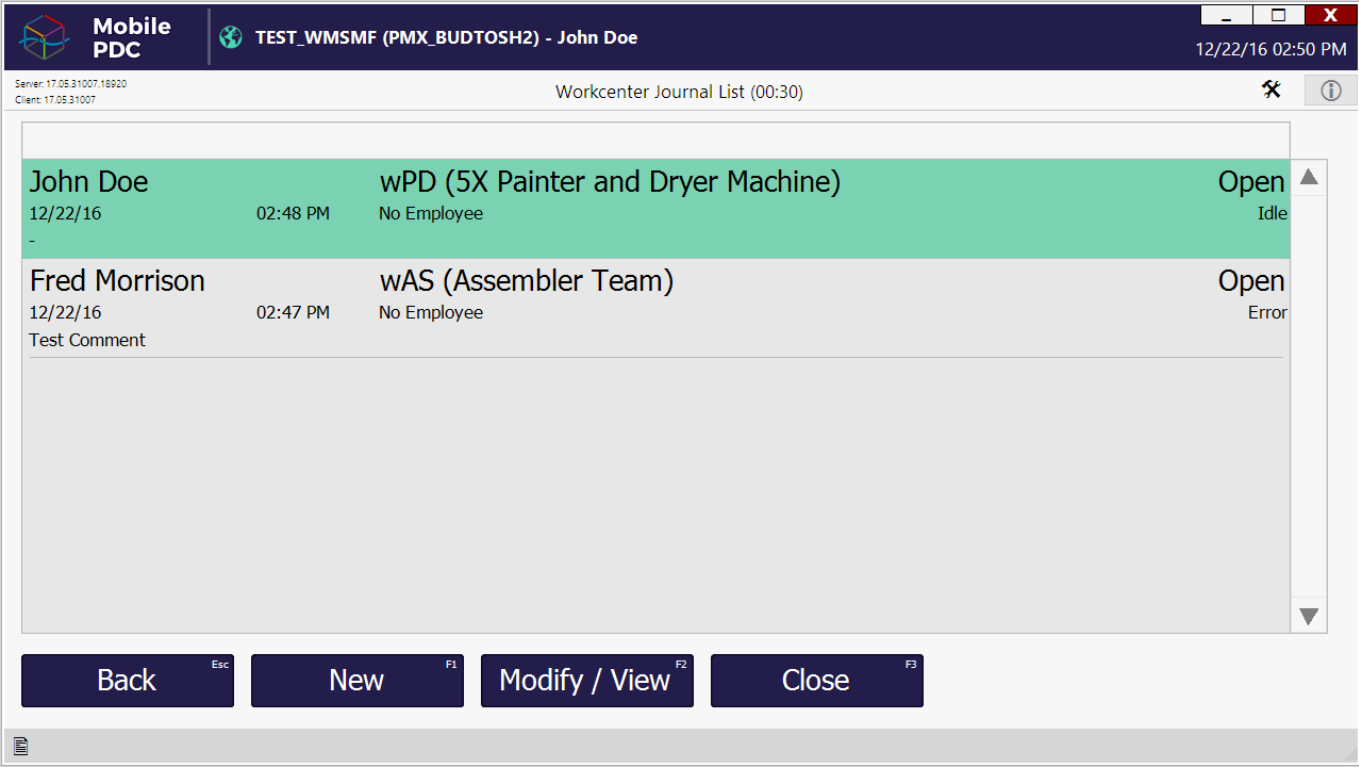 Mobile
PDC
TEST_WMSMF (PMX_BUDTOSH2) - John Doe
X
12/22/16 02:50 PM
Server: 17.05.31007.18920
Client: 17.05.31007
Workcenter Journal List (00:30)
John Doe wPD (5X Painter and Dryer Machine) Open
12/22/16 02:48 PM No Employee Idle
-
Fred Morrison wAS (Assembler Team) Open
12/22/16 02:47 PM No Employee Error
Test Comment
Back Esc New F1 Modify / View F2 Close F3